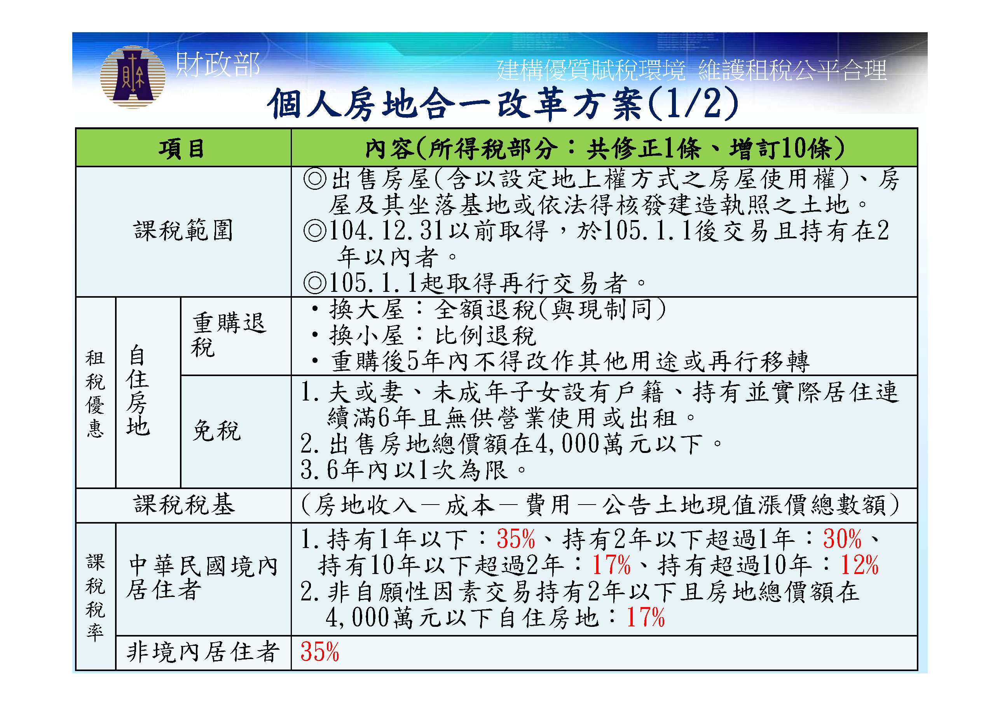 財政部
建構優質賦稅環境 維護租稅公平合理
個人房地合一改革方案(1/2)
項目
內容(所得稅部分：共修正1條、增訂10條)
課稅範圍
◎出售房屋(含以設定地上權方式之房屋使用權)、房
屋及其坐落基地或依法得核發建造執照之土地。
◎104.12.31以前取得，於105.1.1後交易且持有在2
年以內者。
◎105.1.1起取得再行交易者。
租
稅
優
惠
自
住
房
地
重購退
稅
・換大屋：全額退稅(與現制同)
・換小屋：比例退稅
・重購後5年內不得改作其他用途或再行移轉
免稅
1.夫或妻、未成年子女設有戶籍、持有並實際居住連
續滿6年且無供營業使用或出租。
2.出售房地總價額在4,000萬元以下。
3.6年內以1次為限。
課稅稅基
(房地收入－成本－費用－公告土地現值漲價總數額)
課
稅
稅
率
中華民國境內
居住者
1.持有1年以下：35%、持有2年以下超過1年：30%、
持有10年以下超過2年：17%、持有超過10年：12%
2.非自願性因素交易持有2年以下且房地總價額在
4,000萬元以下自住房地：17%
非境內居住者
35%